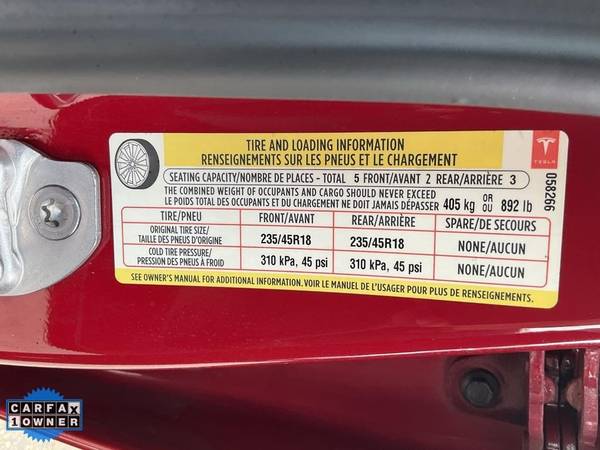 TIRE AND LOADING INFORMATION
RENSEIGNEMENTS SUR LES PNEUS ET LE CHARGEMENT
TESLA
SEATING CAPACITY/NOMBRE DE PLACES - TOTAL 5 FRONT/AVANT 2 REAR/ARRIÈRE 3
THE COMBINED WEIGHT OF OCCUPANTS AND CARGO SHOULD NEVER EXCEED
LE POIDS TOTAL DES OCCUPANTS ET DU CHARGEMENT NE DOIT JAMAIS DÉPASSER 405 kg OR OU 892 lb
058266
TIRE/PNEU FRONT/AVANT REAR/ARRIÈRE SPARE/DE SECOURS
ORIGINAL TIRE SIZE/
TAILLE DES PNEUS D'ORIGINE 235/45R18 235/45R18 NONE/AUCUN
COLD TIRE PRESSURE/
PRESSION DES PNEUS À FROID 310 kPa, 45 psi 310 kPa, 45 psi NONE/AUCUN
SEE OWNER'S MANUAL FOR ADDITIONAL INFORMATION. VOIR LE MANUEL DE L'USAGER POUR PLUS DE RENSEIGNEMENTS.
CARFAX
1 OWNER